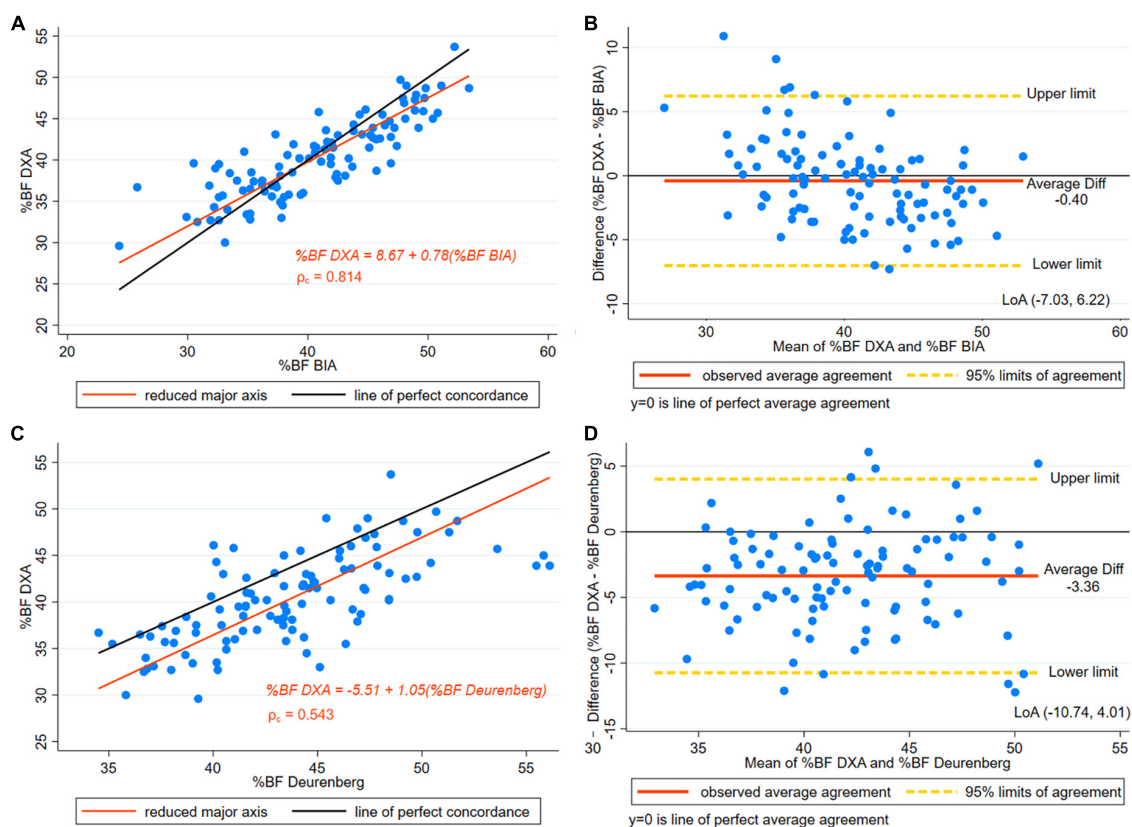 A
55
50
45
40
35
30
25
20
%BF DXA
%BF DXA = 8.67 + 0.78(%BF BIA)
ρc = 0.814
20 30 40 50 60
%BF BIA
reduced major axis line of perfect concordance
B
10
5
0
-5
-10
Difference (%BF DXA - %BF BIA)
Upper limit
Average Diff
-0.40
Lower limit
LoA (-7.03, 6.22)
30 40 50 60
Mean of %BF DXA and %BF BIA
observed average agreement 95% limits of agreement
y=0 is line of perfect average agreement
C
55
50
45
40
35
30
25
%BF DXA
%BF DXA = -5.51 + 1.05(%BF Deurenberg)
ρc = 0.543
35 40 45 50 55
%BF Deurenberg
reduced major axis line of perfect concordance
D
5
0
-5
-10
-15
Difference (%BF DXA - %BF Deurenberg)
Upper limit
Average Diff
-3.36
Lower limit
LoA (-10.74, 4.01)
30 35 40 45 50 55
Mean of %BF DXA and %BF Deurenberg
observed average agreement 95% limits of agreement
y=0 is line of perfect average agreement